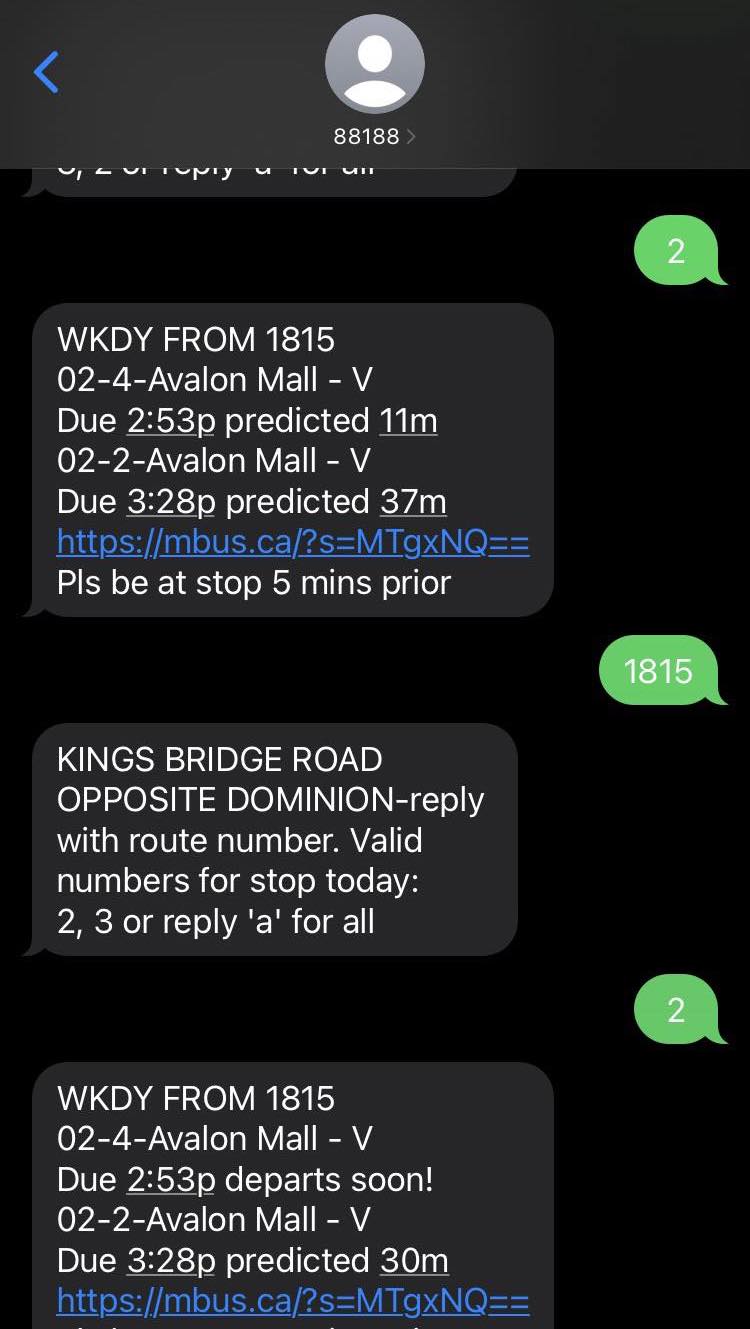 88188
2 or reply 'a' for all
2
WKDY FROM 1815
02-4-Avalon Mall - V
Due 2:53p predicted 11m
02-2-Avalon Mall - V
Due 3:28p predicted 37m
https://mbus.ca/?s=MTgxNQ==
Pls be at stop 5 mins prior
1815
KINGS BRIDGE ROAD
OPPOSITE DOMINION-reply
with route number. Valid
numbers for stop today:
2, 3 or reply 'a' for all
2
WKDY FROM 1815
02-4-Avalon Mall - V
Due 2:53p departs soon!
02-2-Avalon Mall - V
Due 3:28p predicted 30m
https://mbus.ca/?s=MTgxNQ==